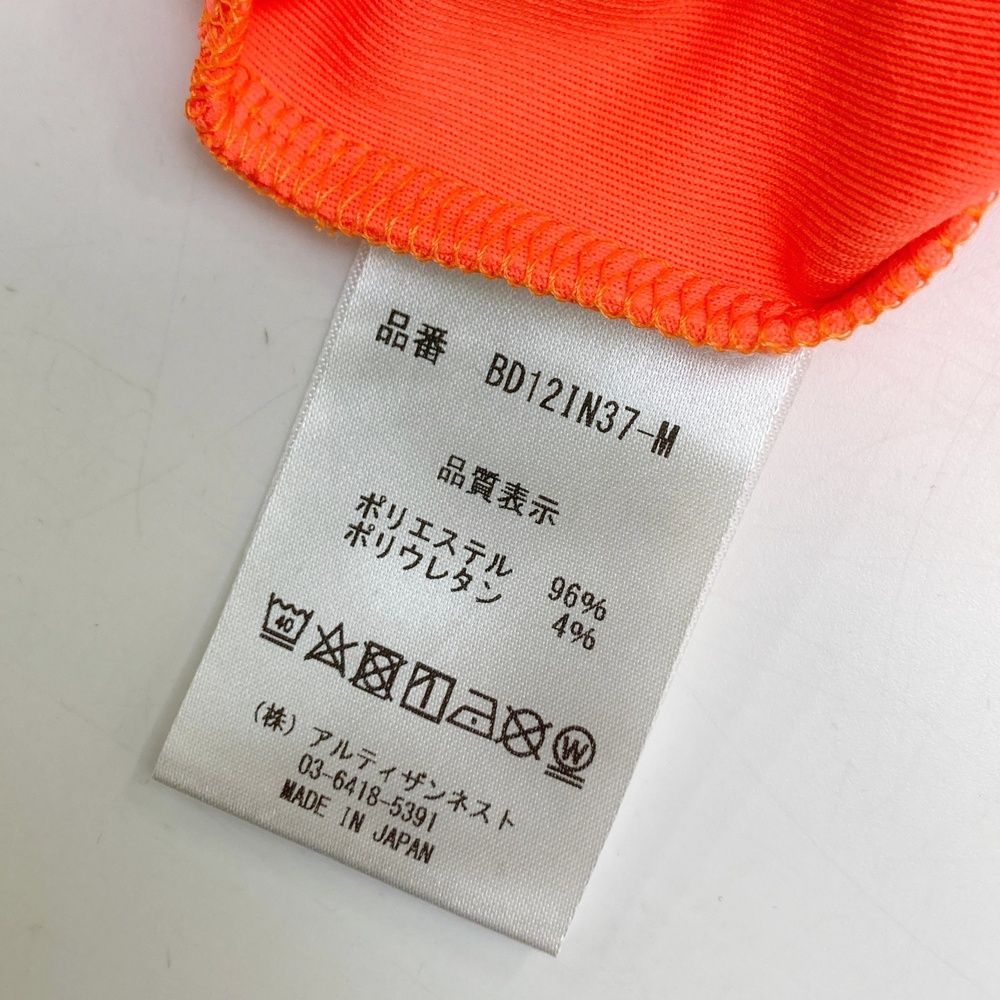 品番 BD12IN37-M
品質表示
ポリエステル 96%
ポリウレタン 4%
40
W
(株) アルティザンネスト
03-6418-5391
MADE IN JAPAN